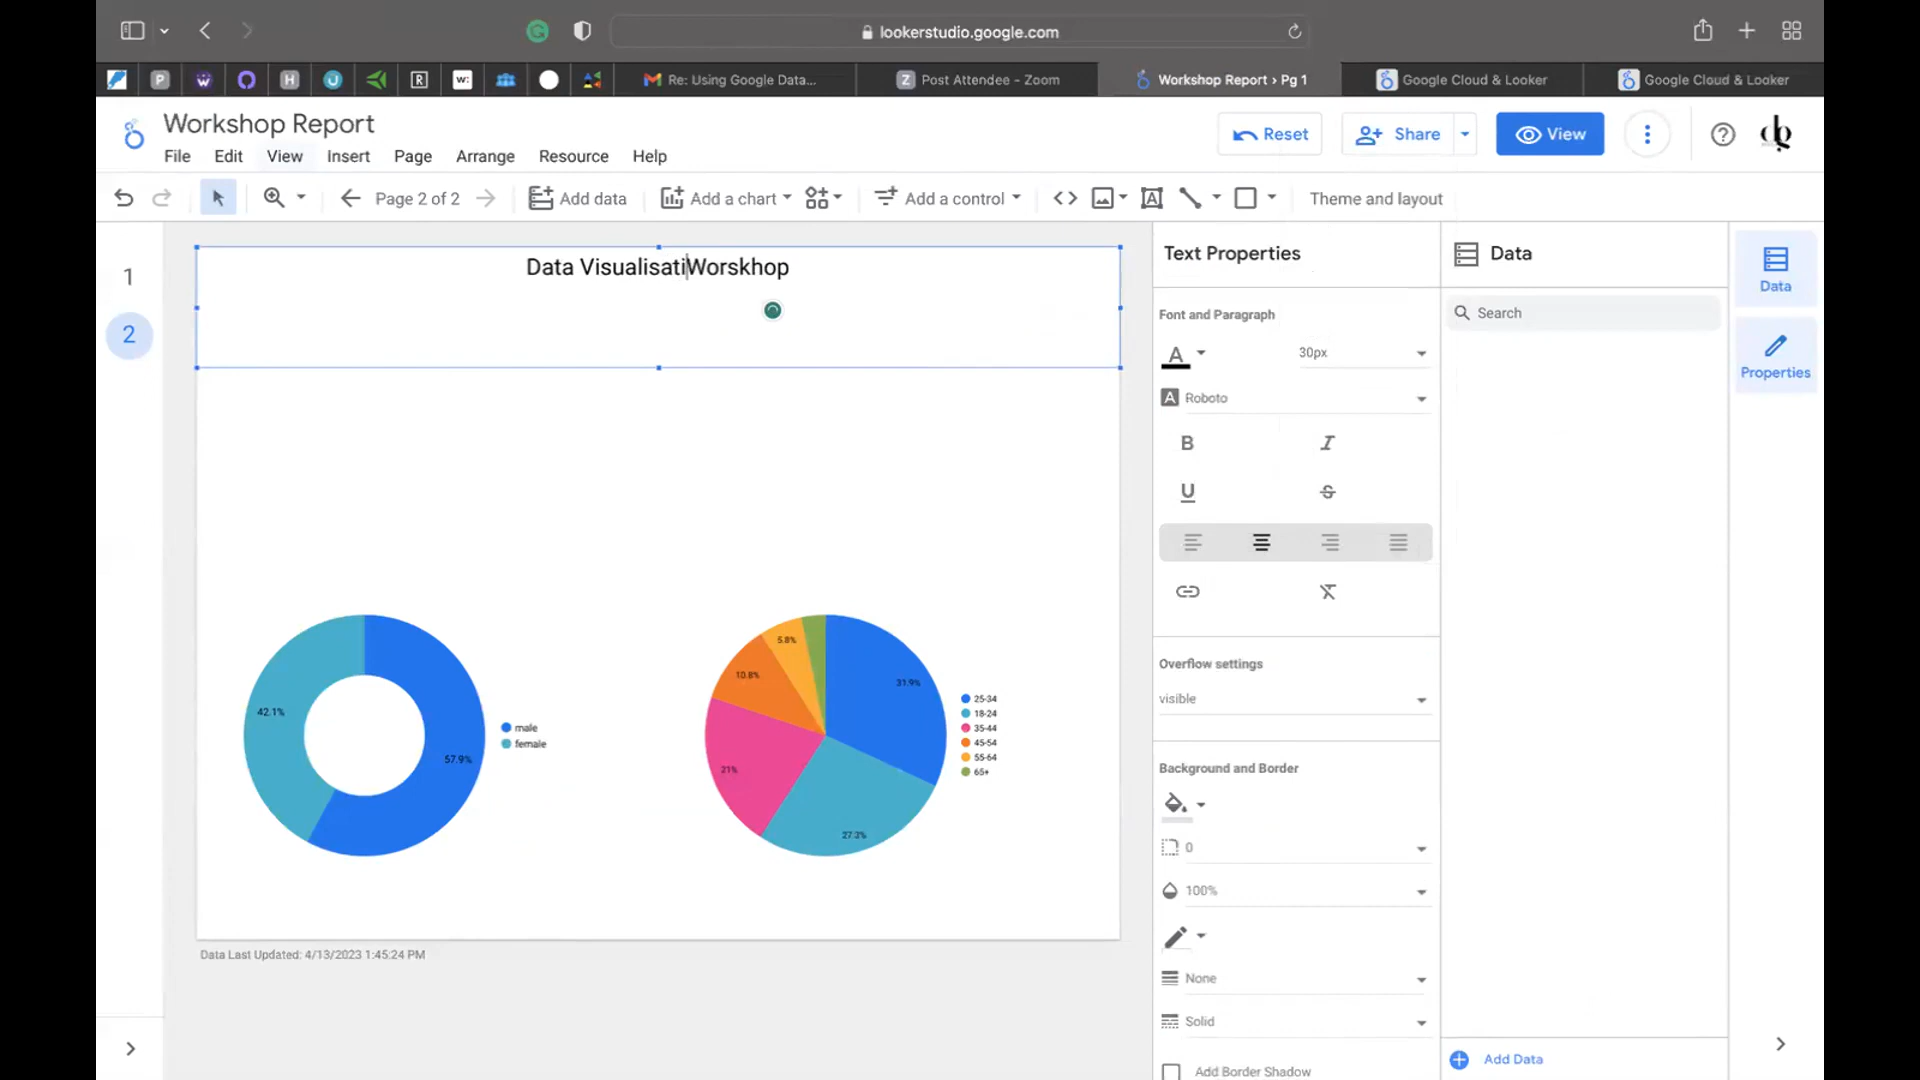 lookerstudio.google.com
P
w
H
J
R
w:
Re: Using Google Data...
Z
Post Attendee - Zoom
Workshop Report › Pg 1
Google Cloud & Looker
Google Cloud & Looker
Workshop Report
Reset
Share
View
File
Edit
View
Insert
Page
Arrange
Resource
Help
Page 2 of 2
Add data
Add a chart
Add a control
Theme and layout
1
2
Data VisualisatiWorskhop
42.1%
57.9%
male
female
5.8%
10.8%
31.9%
21%
27.3%
25-34
18-24
35-44
45-54
55-64
65+
Data Last Updated: 4/13/2023 1:45:24 PM
Text Properties
Font and Paragraph
A
30px
A
Roboto
B
I
U
S
Overflow settings
visible
Background and Border
0
100%
None
Solid
Add Border Shadow
Data
Search
Add Data
Data
Properties